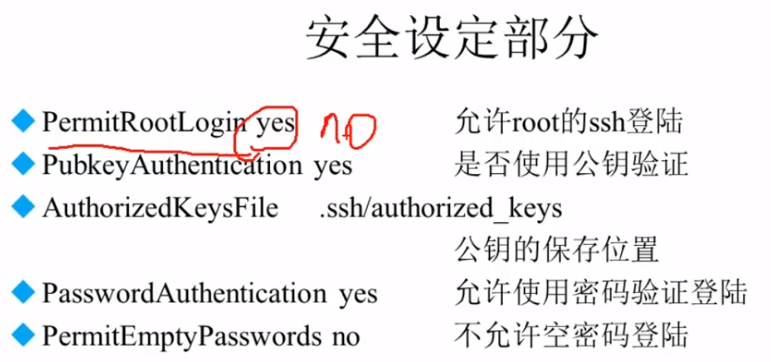 安全设定部分
PermitRootLogin yes no 允许root的ssh登陆
PubkeyAuthentication yes 是否使用公钥验证
AuthorizedKeysFile .ssh/authorized_keys
公钥的保存位置
PasswordAuthentication yes 允许使用密码验证登陆
PermitEmptyPasswords no 不允许空密码登陆